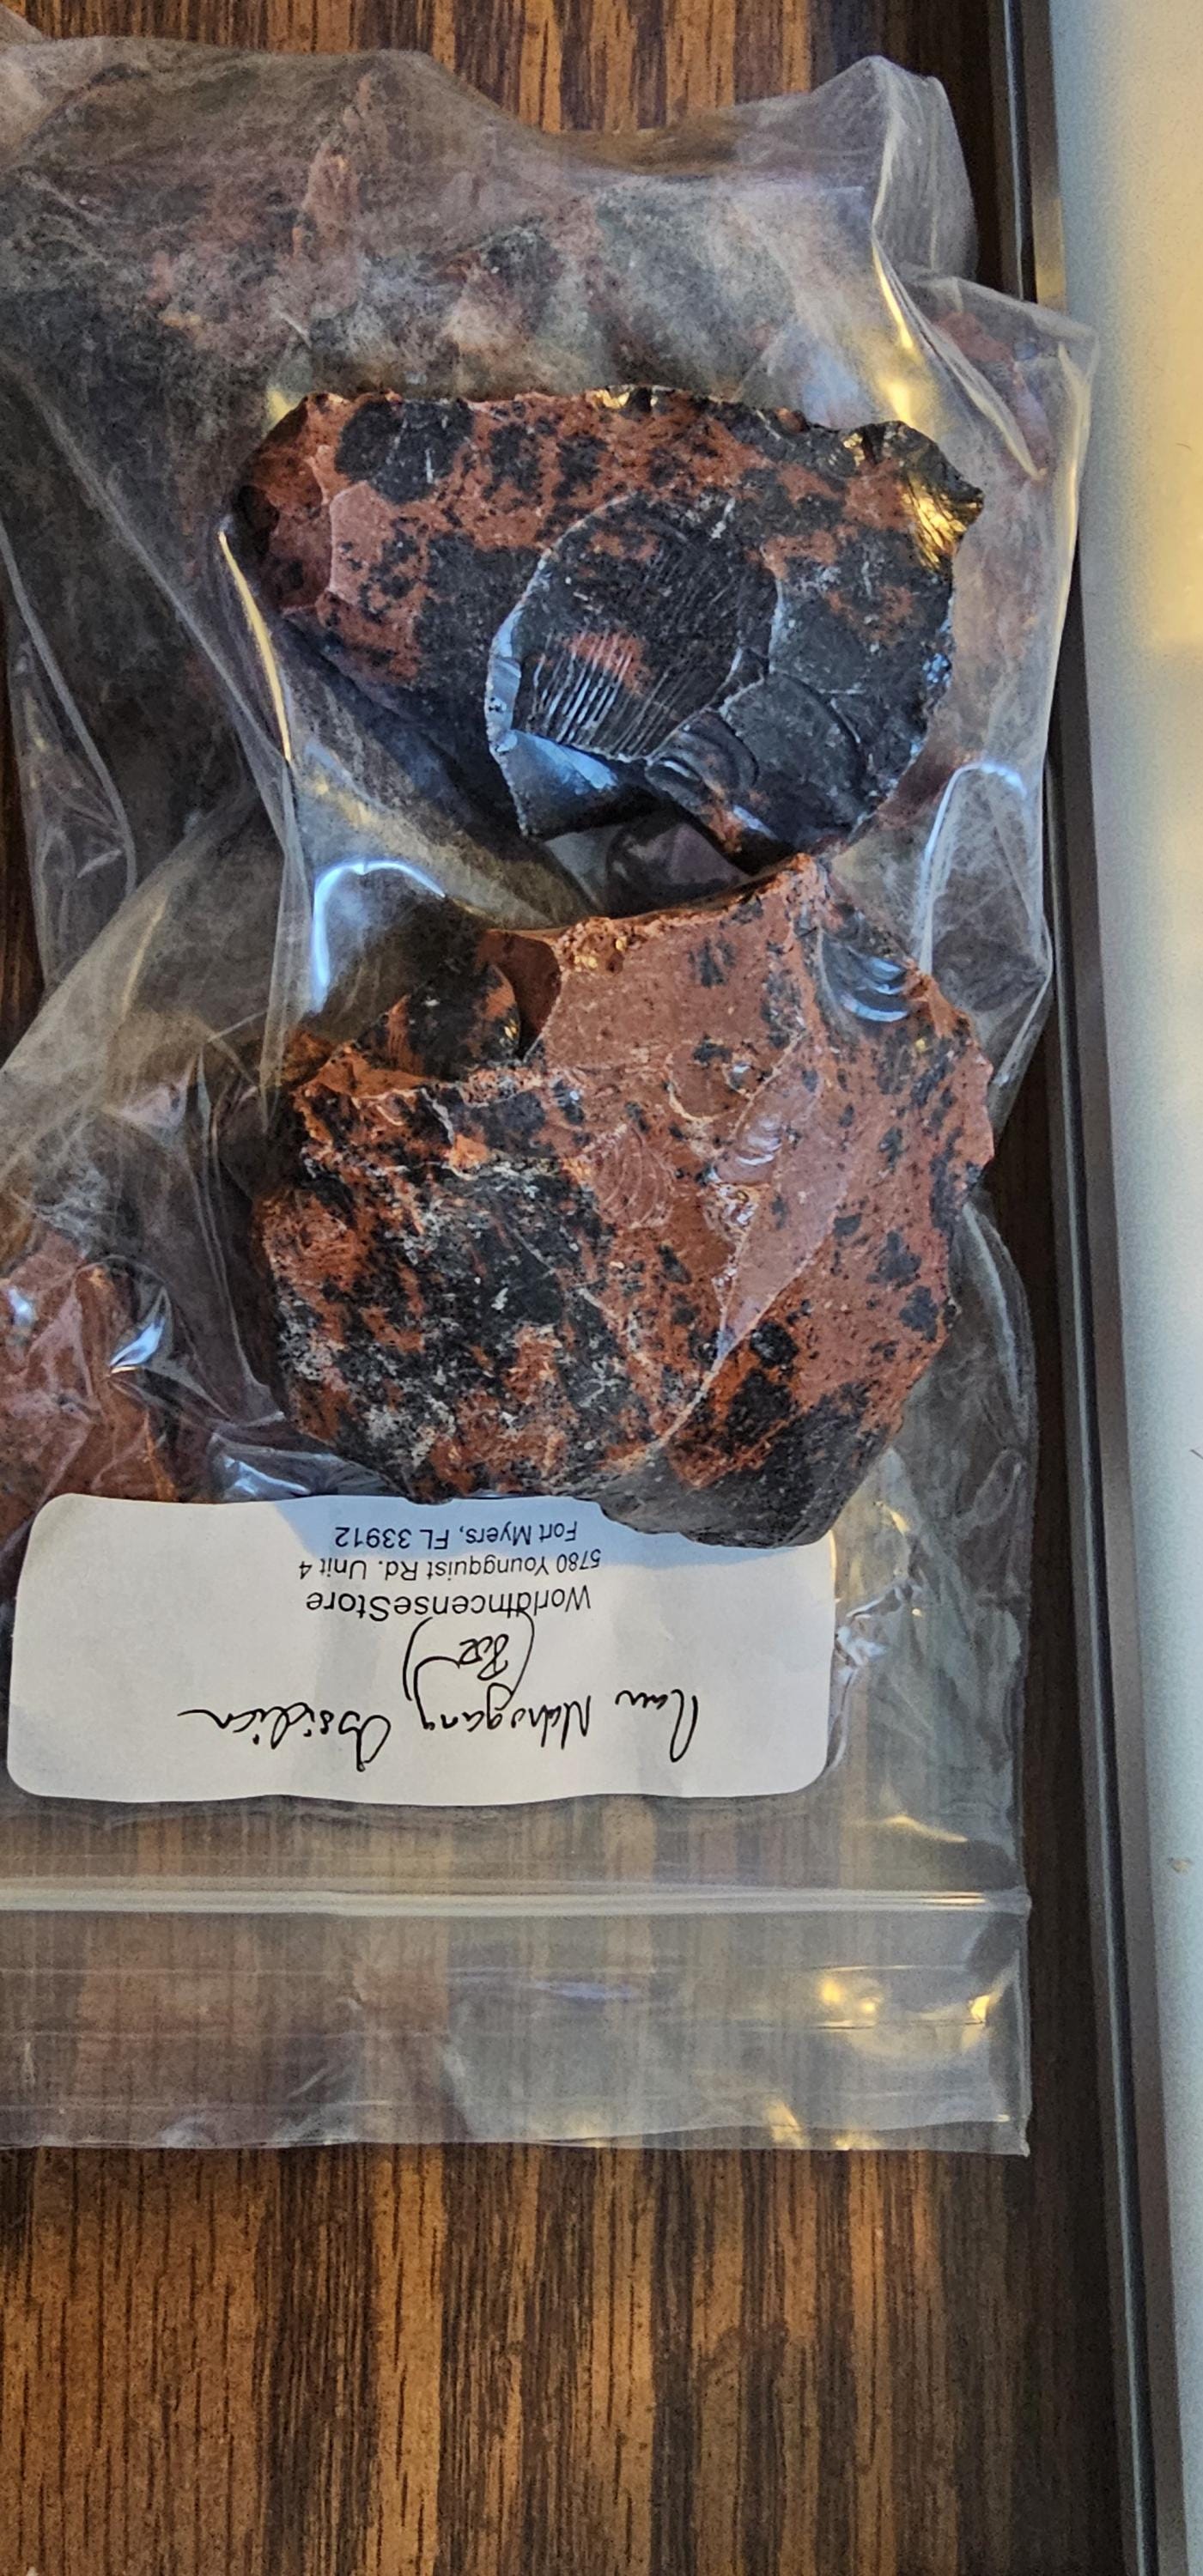 Raw Mahogany Obsidian
WorldIncenseStore
5780 Youngquist Rd. Unit 4
Fort Myers, FL 33912